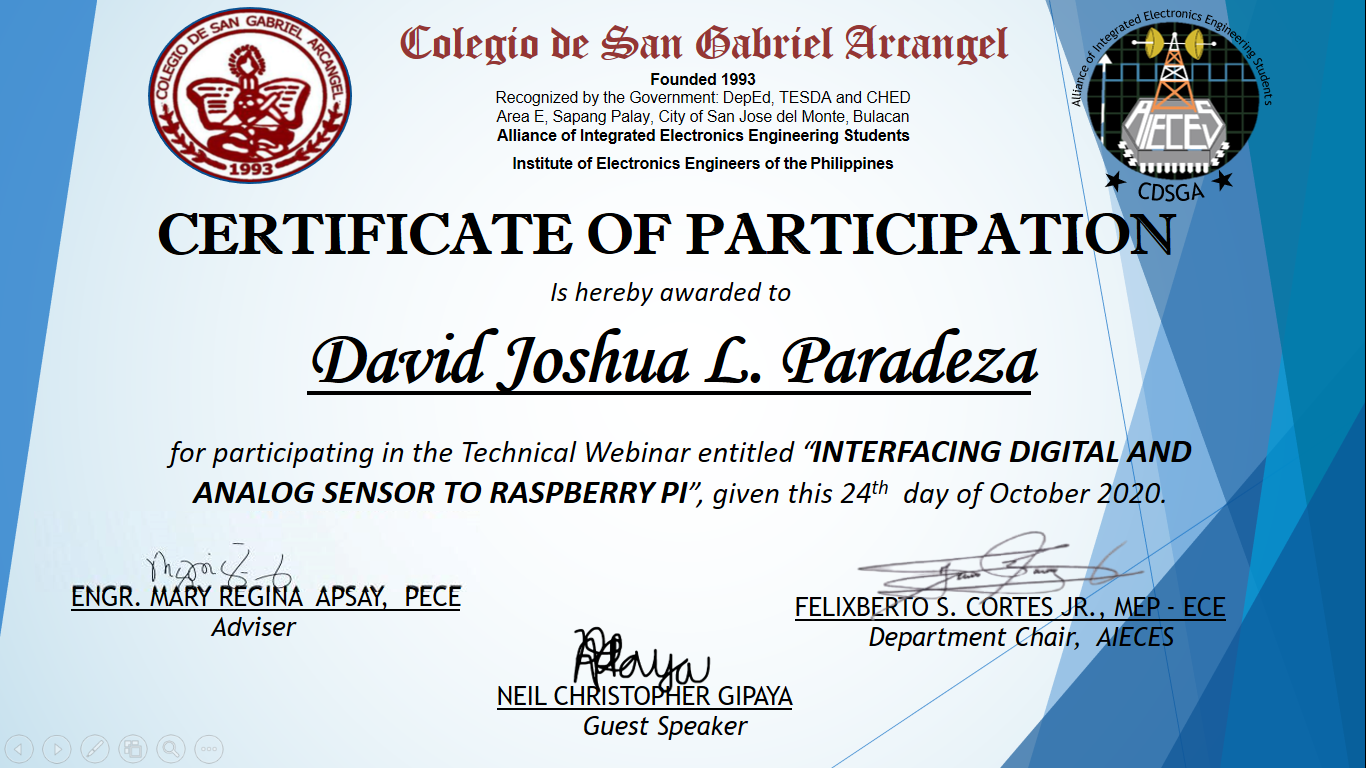 COLEGIO DE SAN GABRIEL ARCANGEL
1993
Colegio de San Gabriel Arcangel
Founded 1993
Recognized by the Government: DepEd, TESDA and CHED
Area E, Sapang Palay, City of San Jose del Monte, Bulacan
Alliance of Integrated Electronics Engineering Students
Institute of Electronics Engineers of the Philippines
Alliance of Integrated Electronics Engineering Students
AIECES
CDSGA
CERTIFICATE OF PARTICIPATION
Is hereby awarded to
David Joshua L. Paradeza
for participating in the Technical Webinar entitled “INTERFACING DIGITAL AND
ANALOG SENSOR TO RASPBERRY PI”, given this 24th day of October 2020.
ENGR. MARY REGINA APSAY, PECE
Adviser
FELIXBERTO S. CORTES JR., MEP - ECE
Department Chair, AIECES
NEIL CHRISTOPHER GIPAYA
Guest Speaker